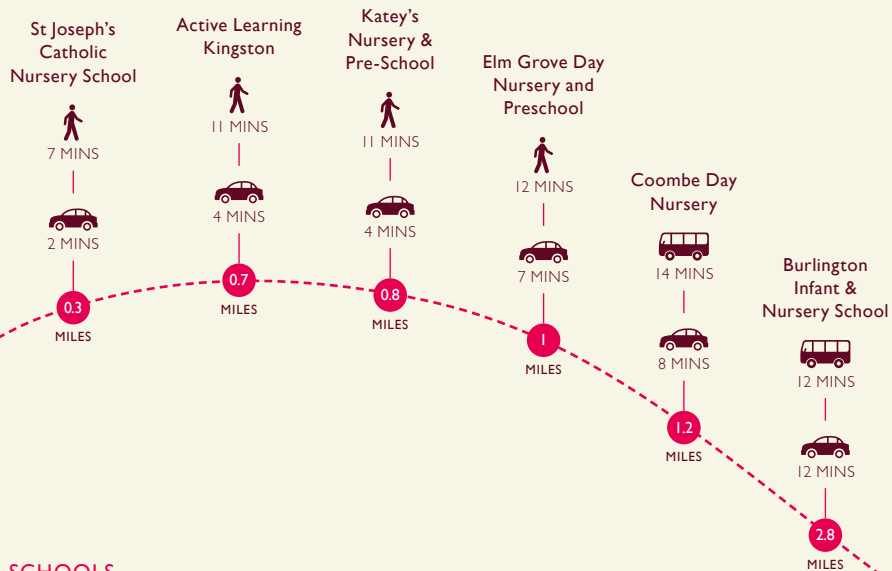 St Joseph's
Catholic
Nursery School
7 MINS
2 MINS
0.3
MILES
Active Learning
Kingston
11 MINS
4 MINS
0.7
MILES
Katey's
Nursery &
Pre-School
11 MINS
4 MINS
0.8
MILES
Elm Grove Day
Nursery and
Preschool
12 MINS
7 MINS
1
MILES
Coombe Day
Nursery
14 MINS
8 MINS
1.2
MILES
Burlington
Infant &
Nursery School
12 MINS
12 MINS
2.8
MILES
SCHOOLS